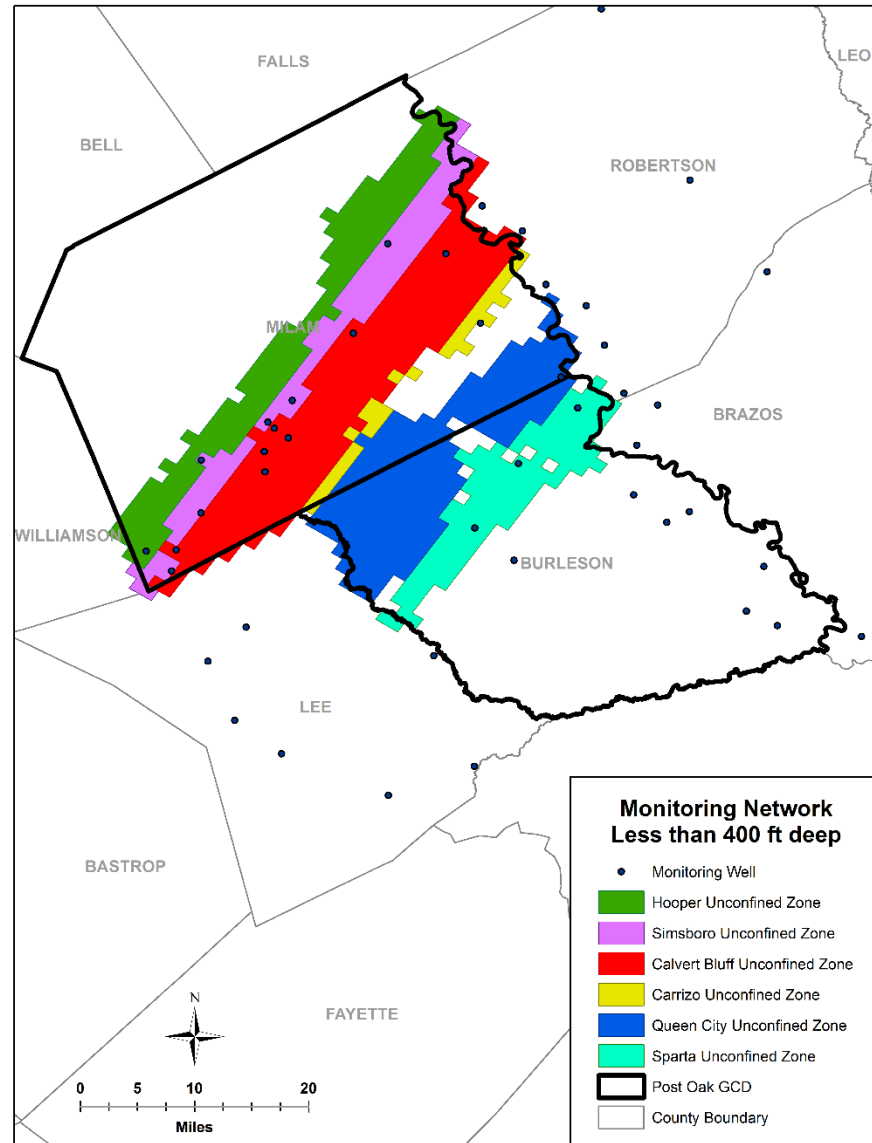 FALLS
LEO
BELL
ROBERTSON
MILAM
BRAZOS
WILLIAMSON
BURLESON
LEE
BASTROP
FAYETTE
N
0 5 10 20
Miles
Monitoring Network
Less than 400 ft deep
Monitoring Well
Hooper Unconfined Zone
Simsboro Unconfined Zone
Calvert Bluff Unconfined Zone
Carrizo Unconfined Zone
Queen City Unconfined Zone
Sparta Unconfined Zone
Post Oak GCD
County Boundary